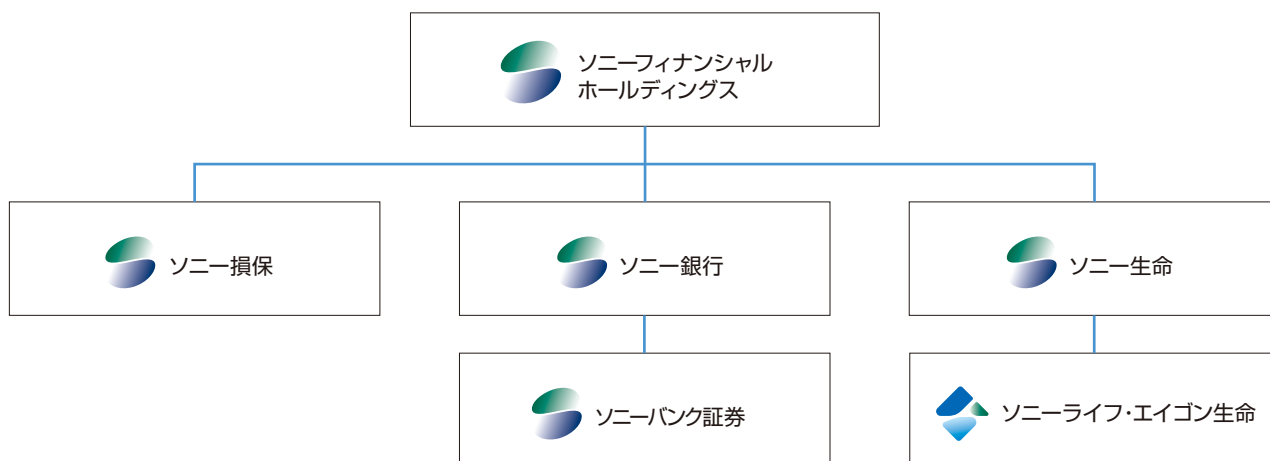 ソニーフィナンシャル
ホールディングス
ソニー損保
ソニー銀行
ソニー生命
ソニーバンク証券
ソニーライフ・エイゴン生命